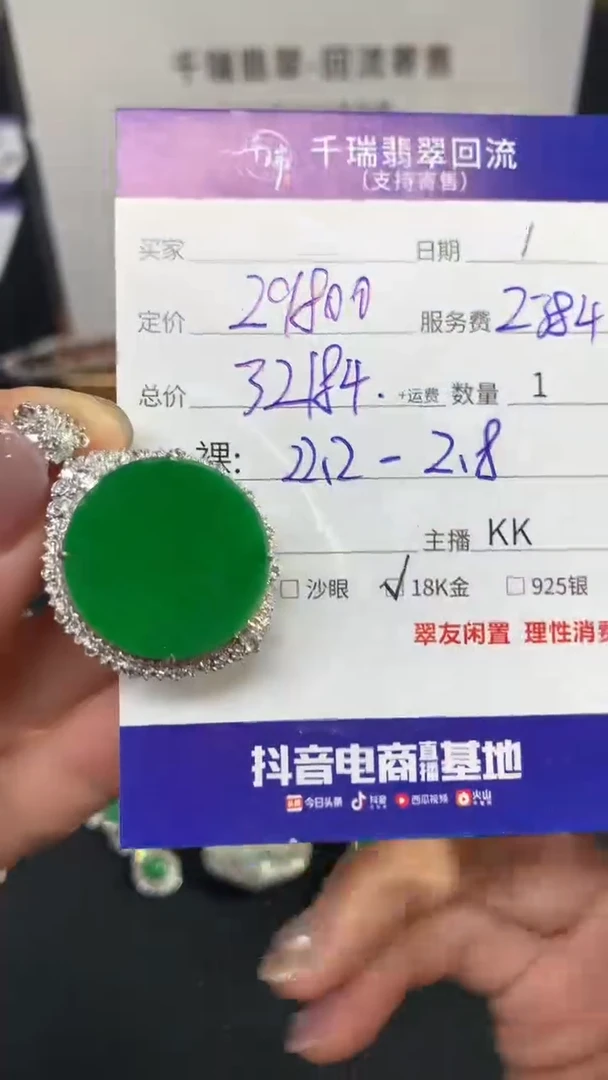 千瑞翡翠·回流寄售
千瑞翡翠回流
(支持寄售)
买家 日期 /
定价 29800 服务费 2384
总价 32184. +运费 数量 1
裸: 22.2 - 2.8
主播 KK
沙眼 ✓ 18K金 925银
翠友闲置 理性消费
抖音电商直播基地
头条 今日头条 抖音 西瓜视频 火山